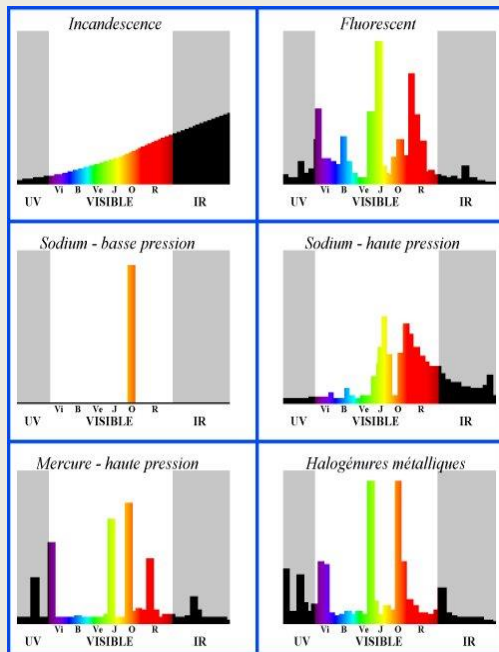 Incandescence
Vi B Ve J O R
UV VISIBLE IR
Fluorescent
Vi B Ve J O R
UV VISIBLE IR
Sodium - basse pression
Vi B Ve J O R
UV VISIBLE IR
Sodium - haute pression
Vi B Ve J O R
UV VISIBLE IR
Mercure - haute pression
Vi B Ve J O R
UV VISIBLE IR
Halogénures métalliques
Vi B Ve J O R
UV VISIBLE IR